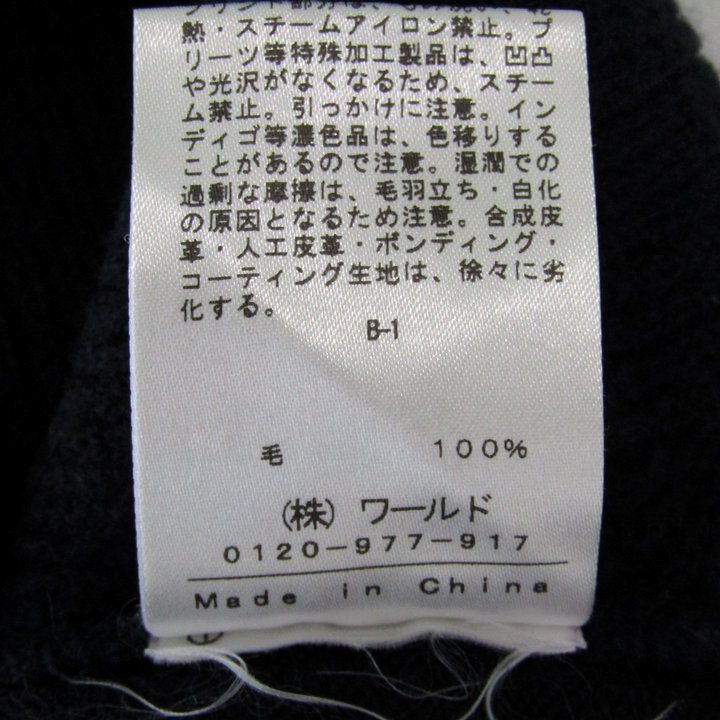 熱・スチームアイロン禁止。プ
リーツ等特殊加工製品は、凹凸
や光沢がなくなるため、スチー
ム禁止。引っかけに注意。イン
ディゴ等濃色品は、色移りする
ことがあるので注意。湿潤での
過剰な摩擦は、毛羽立ち・白化
の原因となるため注意。合成皮
革・人工皮革・ボンディング・
コーティング生地は、徐々に劣
化する。
B-1
毛 100%
(株) ワールド
0120-977-917
Made in China